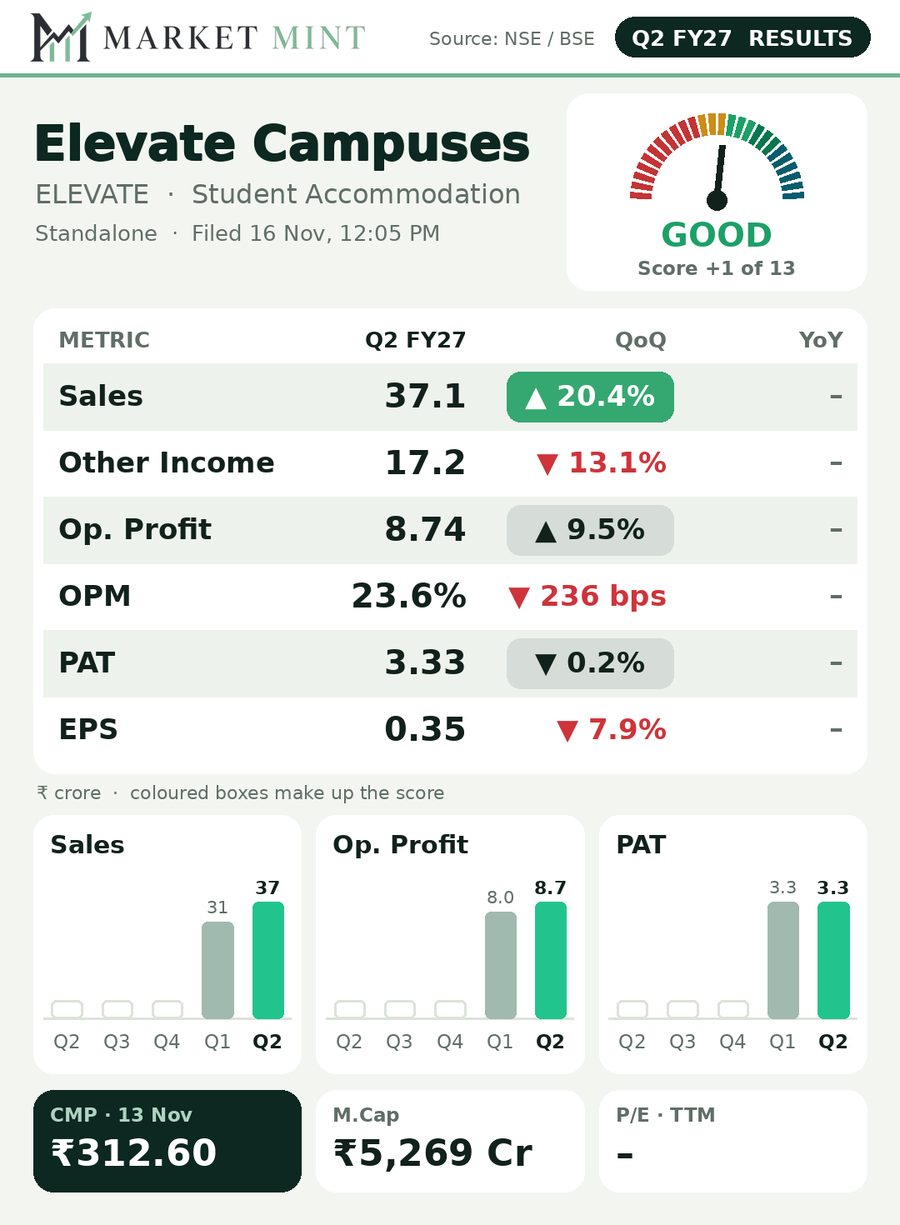 MARKET MINT
Source: NSE / BSE
Q2 FY27 RESULTS
Elevate Campuses
ELEVATE · Student Accommodation
Standalone · Filed 16 Nov, 12:05 PM
GOOD
Score +1 of 13
METRIC Q2 FY27 QoQ YoY
Sales 37.1 ▲ 20.4% –
Other Income 17.2 ▼ 13.1% –
Op. Profit 8.74 ▲ 9.5% –
OPM 23.6% ▼ 236 bps –
PAT 3.33 ▼ 0.2% –
EPS 0.35 ▼ 7.9% –
₹ crore · coloured boxes make up the score
Sales
31 37
Q2 Q3 Q4 Q1 Q2
Op. Profit
8.0 8.7
Q2 Q3 Q4 Q1 Q2
PAT
3.3 3.3
Q2 Q3 Q4 Q1 Q2
CMP · 13 Nov
₹312.60
M.Cap
₹5,269 Cr
P/E · TTM
–